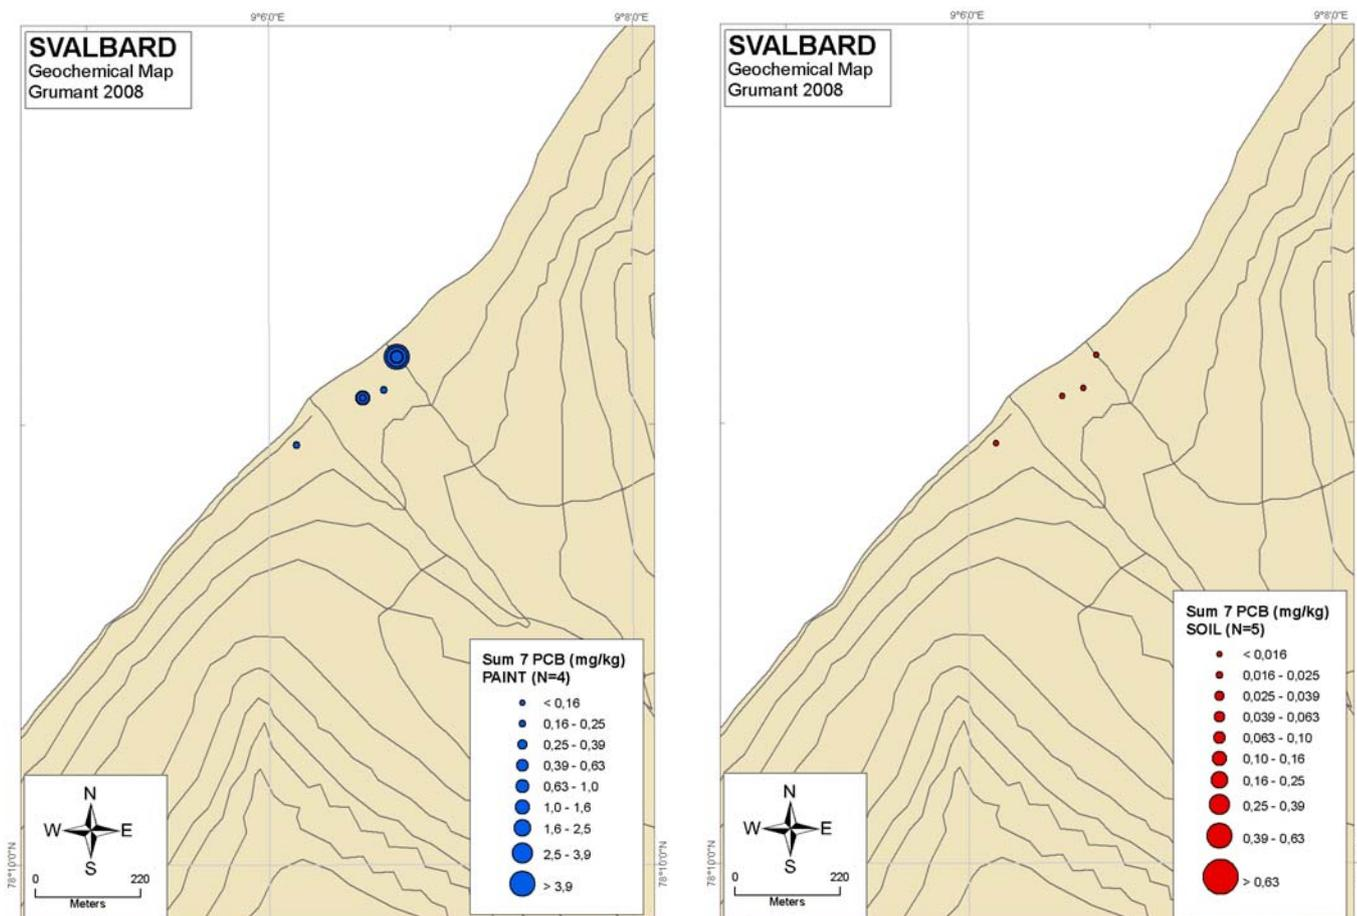 9°6'0"E
9°8'0"E
SVALBARD
Geochemical Map
Grumant 2008
Sum 7 PCB (mg/kg)
PAINT (N=4)
< 0,16
0,16 - 0,25
0,25 - 0,39
0,39 - 0,63
0,63 - 1,0
1,0 - 1,6
1,6 - 2,5
2,5 - 3,9
> 3,9
N
W
E
S
0
220
Meters
78°10'0"N
78°10'0"N
9°6'0"E
9°8'0"E
SVALBARD
Geochemical Map
Grumant 2008
Sum 7 PCB (mg/kg)
SOIL (N=5)
< 0,016
0,016 - 0,025
0,025 - 0,039
0,039 - 0,063
0,063 - 0,10
0,10 - 0,16
0,16 - 0,25
0,25 - 0,39
0,39 - 0,63
> 0,63
N
W
E
S
0
220
Meters
78°10'0"N